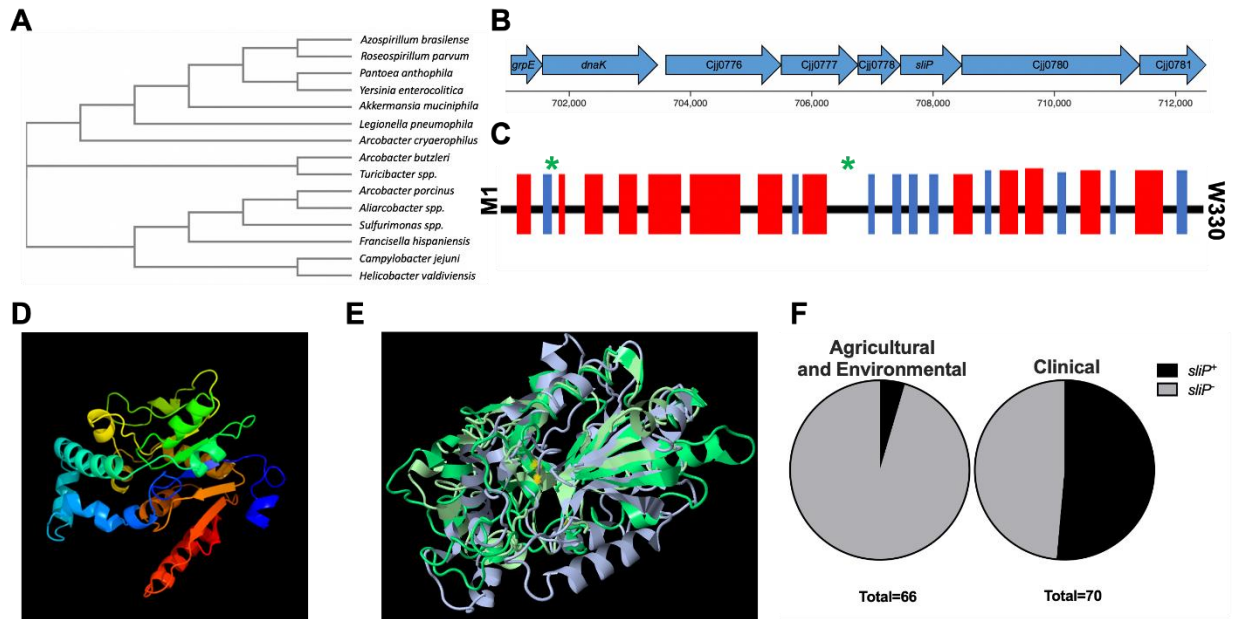 A
Azospirillum brasilense
Roseospirillum parvum
Pantoea anthophila
Yersinia enterocolitica
Akkermansia muciniphila
Legionella pneumophila
Arcobacter cryaerophilus
Arcobacter butzleri
Turicibacter spp.
Arcobacter porcinus
Aliarcobacter spp.
Sulfurimonas spp.
Francisella hispaniensis
Campylobacter jejuni
Helicobacter valdiviensis
B
grpE dnaK Cjj0776 Cjj0777 Cjj0778 sliP Cjj0780 Cjj0781
702,000 704,000 706,000 708,000 710,000 712,000
C
* *
M1 W330
D
E
F
Agricultural
and Environmental
Clinical
sliP+
sliP-
Total=66
Total=70